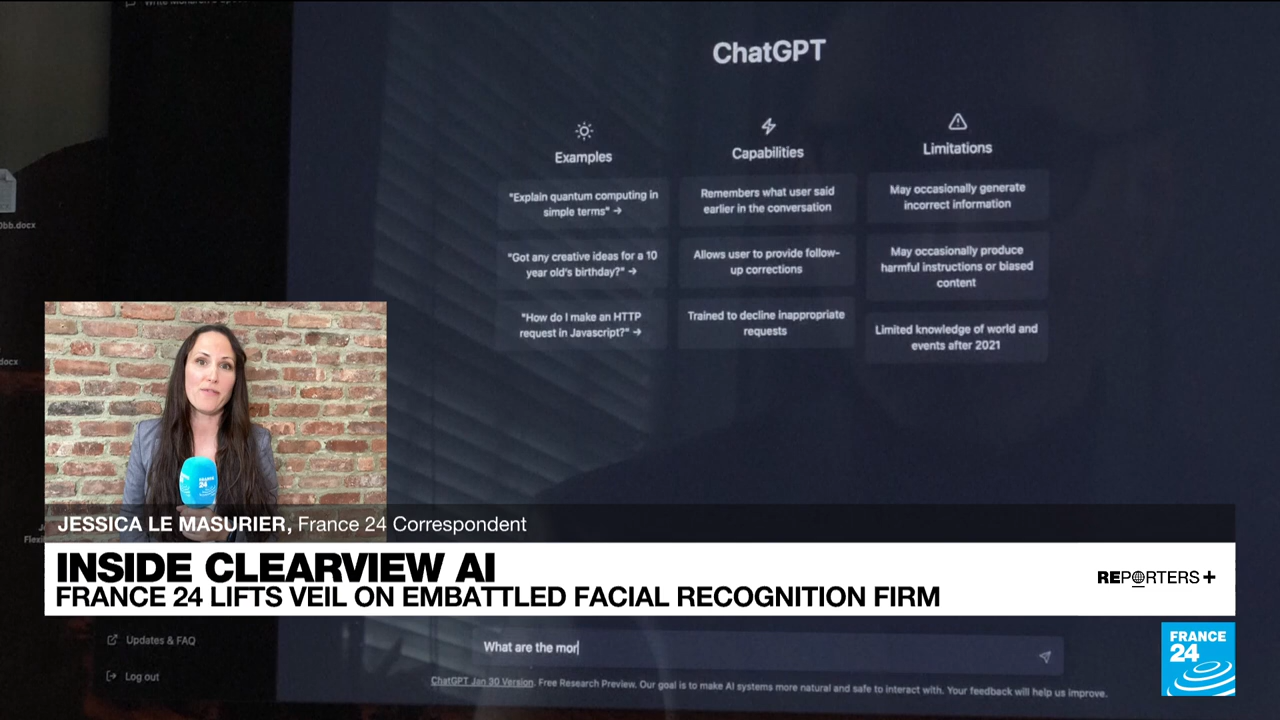 ChatGPT
Examples
Capabilities
Limitations
"Explain quantum computing in
simple terms" →
Remembers what user said
earlier in the conversation
May occasionally generate
incorrect information
"Got any creative ideas for a 10
year old's birthday?" →
Allows user to provide follow-
up corrections
May occasionally produce
harmful instructions or biased
content
"How do I make an HTTP
request in Javascript?" →
Trained to decline inappropriate
requests
Limited knowledge of world and
events after 2021
FRANCE
24
JESSICA LE MASURIER, France 24 Correspondent
INSIDE CLEARVIEW AI
FRANCE 24 LIFTS VEIL ON EMBATTLED FACIAL RECOGNITION FIRM
REPORTERS+
Updates & FAQ
Log out
What are the mor
ChatGPT Jan 30 Version. Free Research Preview. Our goal is to make AI systems more natural and safe to interact with. Your feedback will help us improve.
FRANCE
24